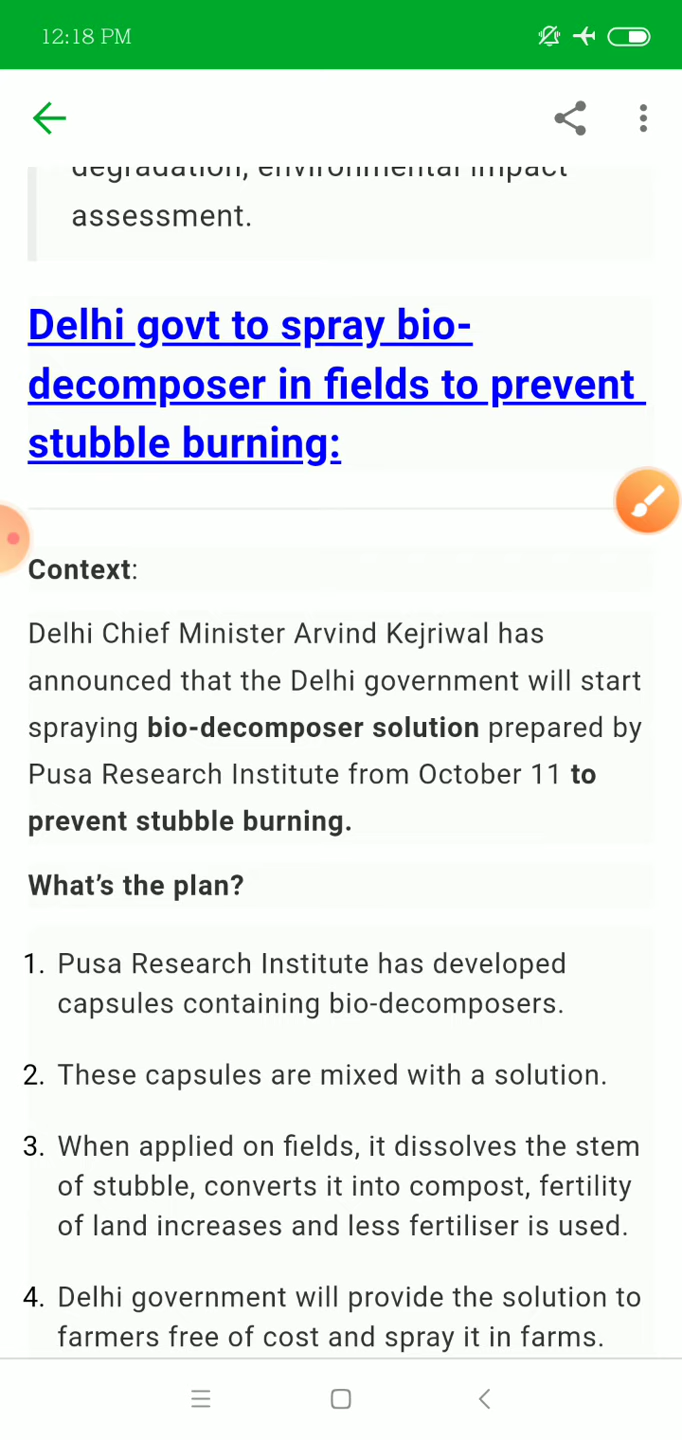 12:18 PM
degradation, environmental impact
assessment.
Delhi govt to spray bio-
decomposer in fields to prevent
stubble burning:
Context:
Delhi Chief Minister Arvind Kejriwal has
announced that the Delhi government will start
spraying bio-decomposer solution prepared by
Pusa Research Institute from October 11 to
prevent stubble burning.
What’s the plan?
1. Pusa Research Institute has developed
capsules containing bio-decomposers.
2. These capsules are mixed with a solution.
3. When applied on fields, it dissolves the stem
of stubble, converts it into compost, fertility
of land increases and less fertiliser is used.
4. Delhi government will provide the solution to
farmers free of cost and spray it in farms.